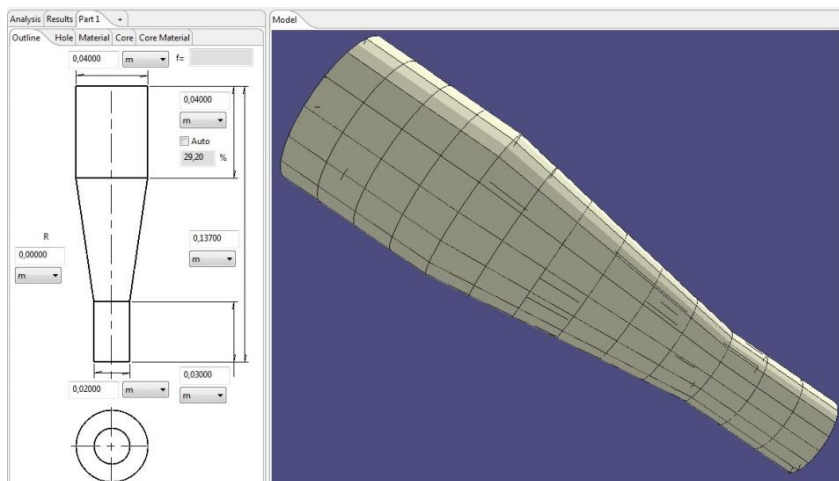 Analysis Results Part 1 +
Outline Hole Material Core Core Material
0,04000 m f=
0,04000
m
Auto
29,20 %
R
0,00000
m
0,13700
m
0,02000 m
0,03000
m
Model